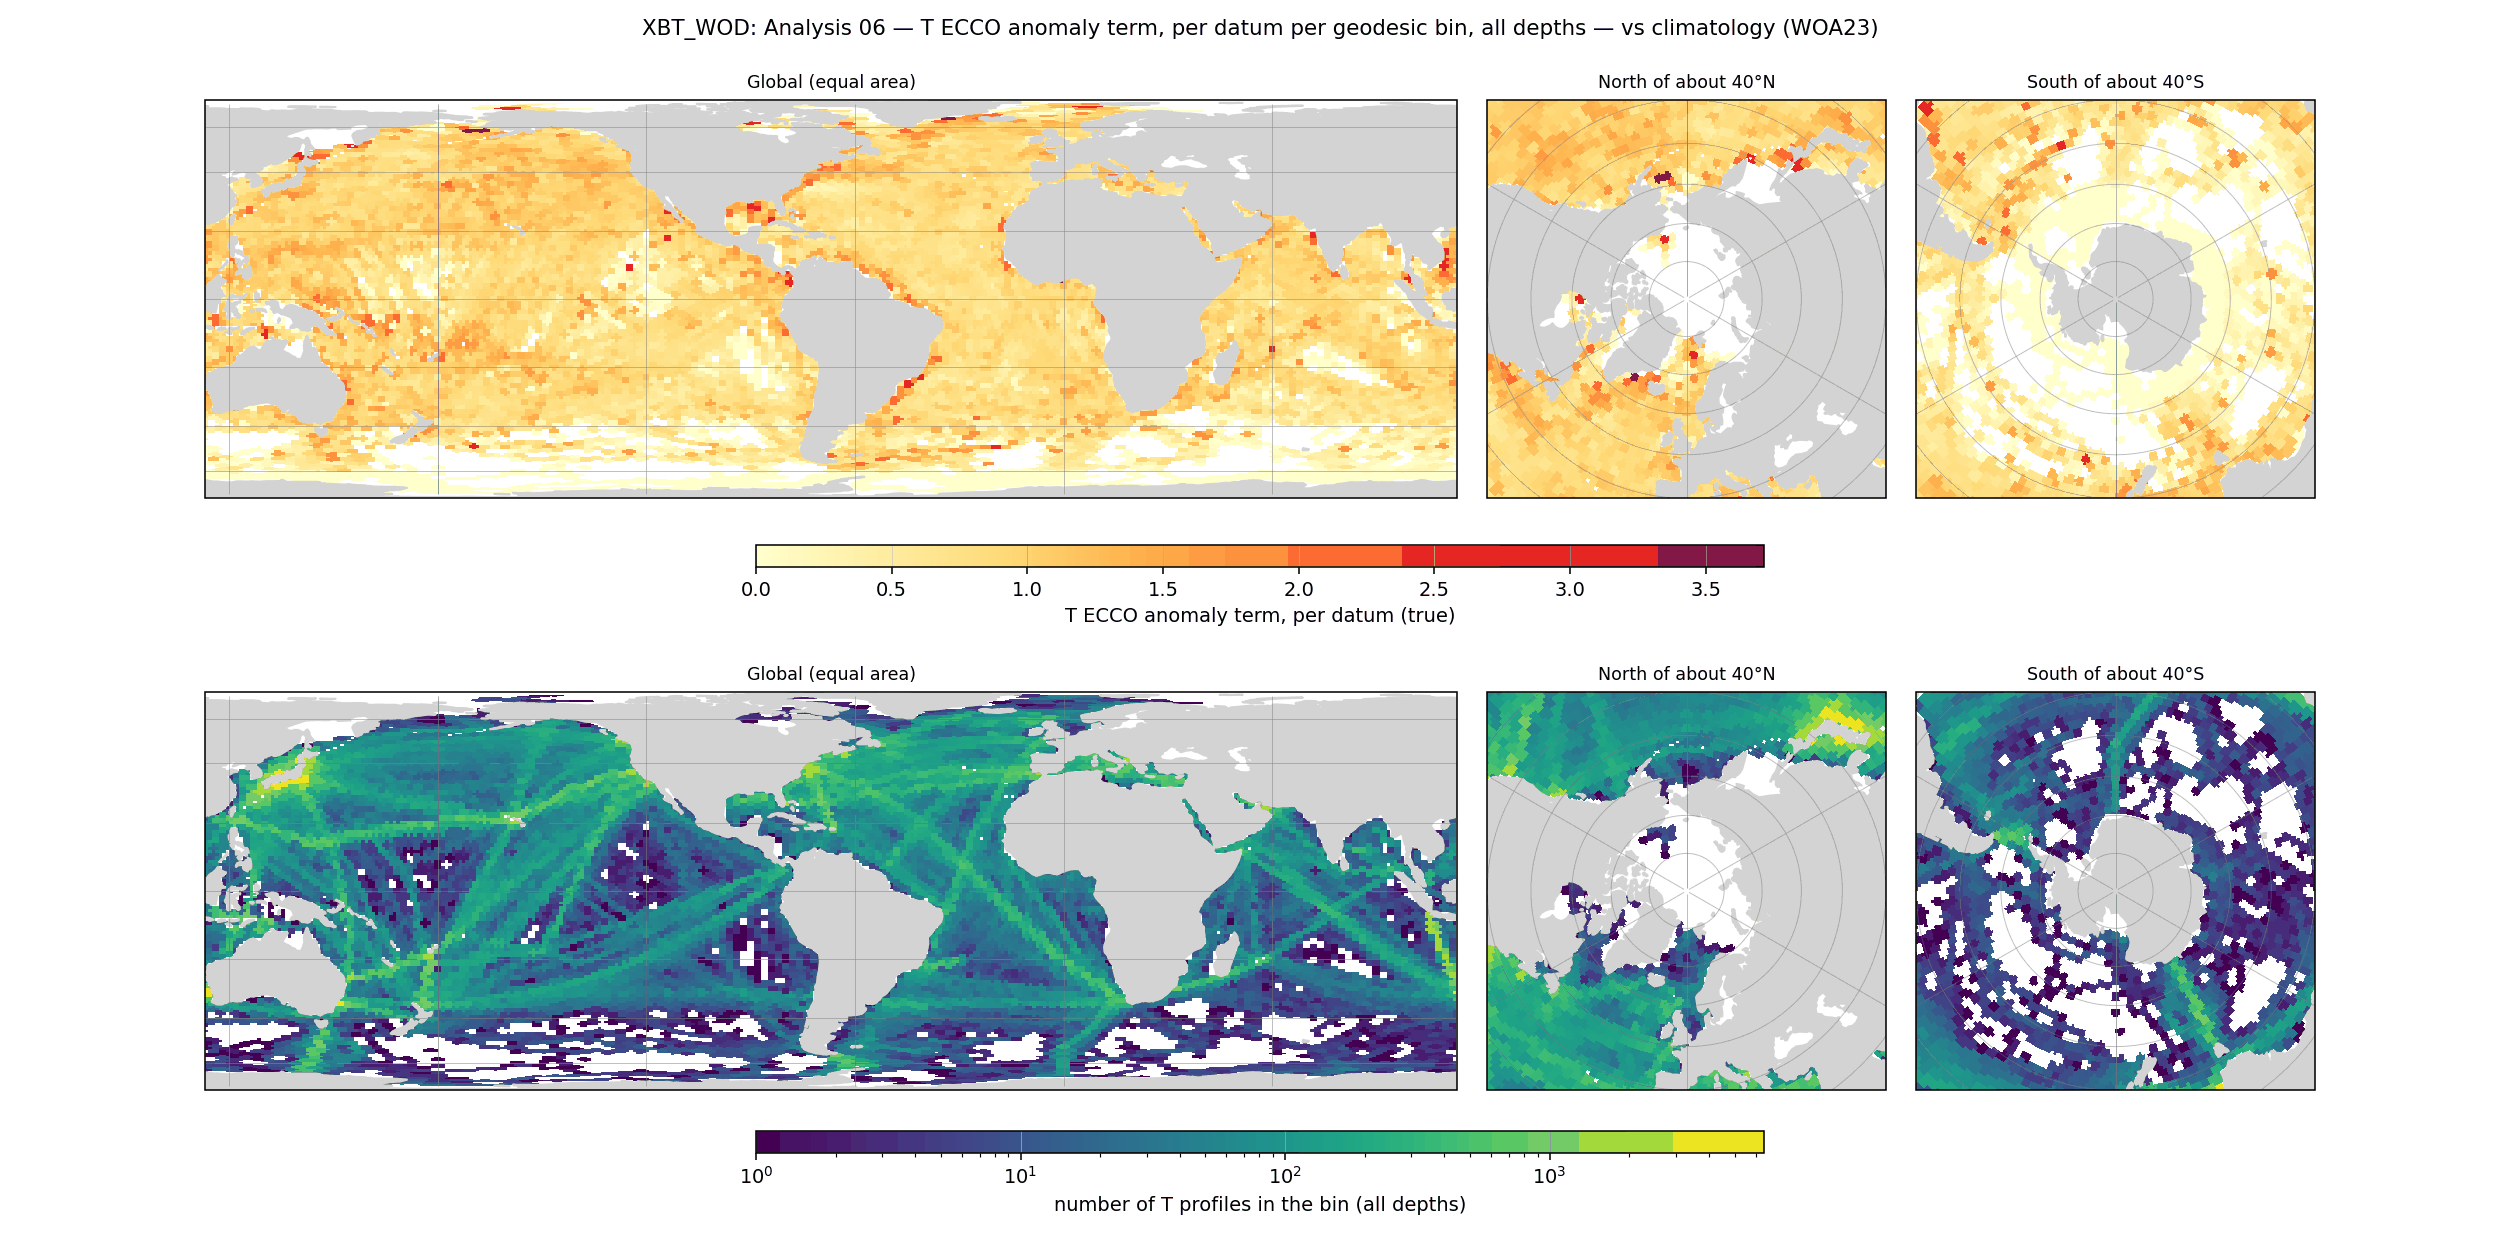 XBT_WOD: Analysis 06 — T ECCO anomaly term, per datum per geodesic bin, all depths — vs climatology (WOA23)
Global (equal area)
North of about 40°N
South of about 40°S
0.0 0.5 1.0 1.5 2.0 2.5 3.0 3.5
T ECCO anomaly term, per datum (true)
Global (equal area)
North of about 40°N
South of about 40°S
10⁰ 10¹ 10² 10³
number of T profiles in the bin (all depths)